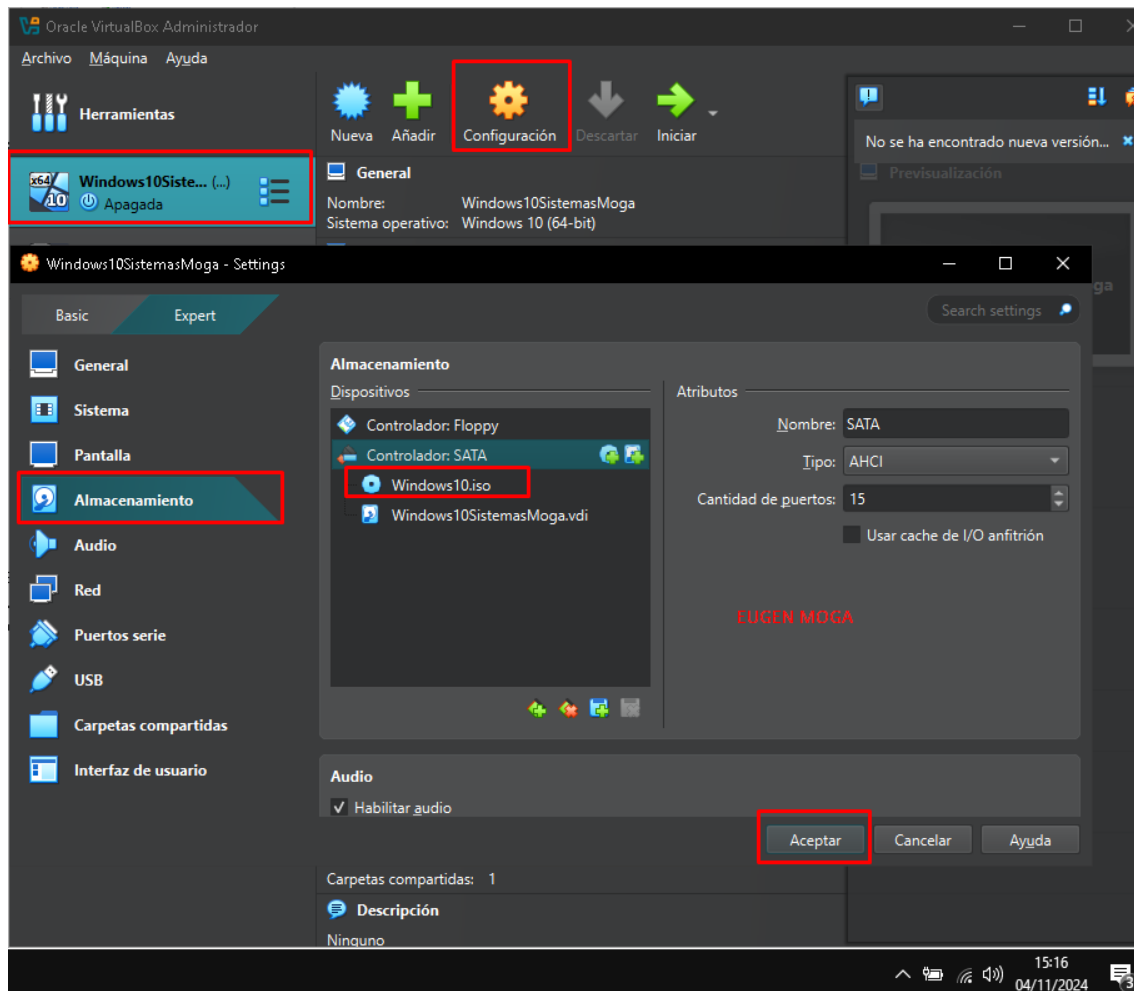 Oracle VirtualBox Administrador
Archivo Máquina Ayuda
Herramientas
Nueva Añadir Configuración Descartar Iniciar
No se ha encontrado nueva versión...
x64 10 Windows10Siste... (...)
Apagada
General
Nombre: Windows10SistemasMoga
Sistema operativo: Windows 10 (64-bit)
Previsualización
ga
Windows10SistemasMoga - Settings
Basic Expert
Search settings
General
Sistema
Pantalla
Almacenamiento
Audio
Red
Puertos serie
USB
Carpetas compartidas
Interfaz de usuario
Almacenamiento
Dispositivos
Controlador: Floppy
Controlador: SATA
Windows10.iso
Windows10SistemasMoga.vdi
Atributos
Nombre: SATA
Tipo: AHCI
Cantidad de puertos: 15
Usar cache de I/O anfitrión
EUGEN MOGA
Audio
Habilitar audio
Aceptar Cancelar Ayuda
Carpetas compartidas: 1
Descripción
Ninguno
15:16
04/11/2024
3